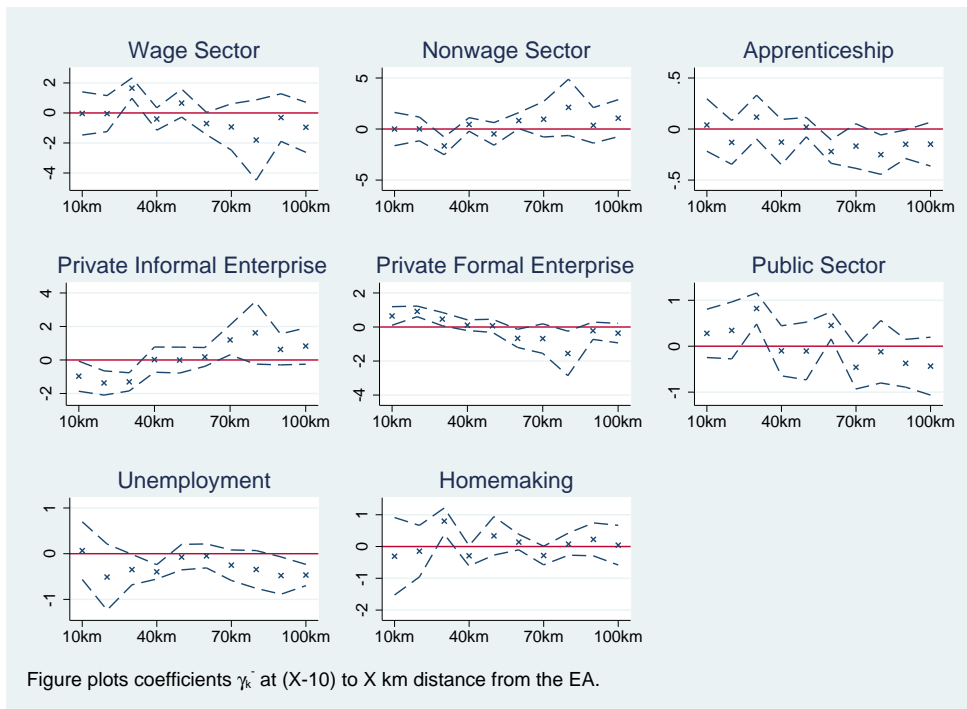 Wage Sector
Nonwage Sector
Apprenticeship
2
0
-2
-4
10km 40km 70km 100km
5
0
-5
10km 40km 70km 100km
.5
0
-.5
10km 40km 70km 100km
Private Informal Enterprise
Private Formal Enterprise
Public Sector
4
2
0
-2
10km 40km 70km 100km
2
0
-2
-4
10km 40km 70km 100km
1
0
-1
10km 40km 70km 100km
Unemployment
Homemaking
1
0
-1
10km 40km 70km 100km
1
0
-1
-2
10km 40km 70km 100km
Figure plots coefficients γₖ⁻ at (X-10) to X km distance from the EA.